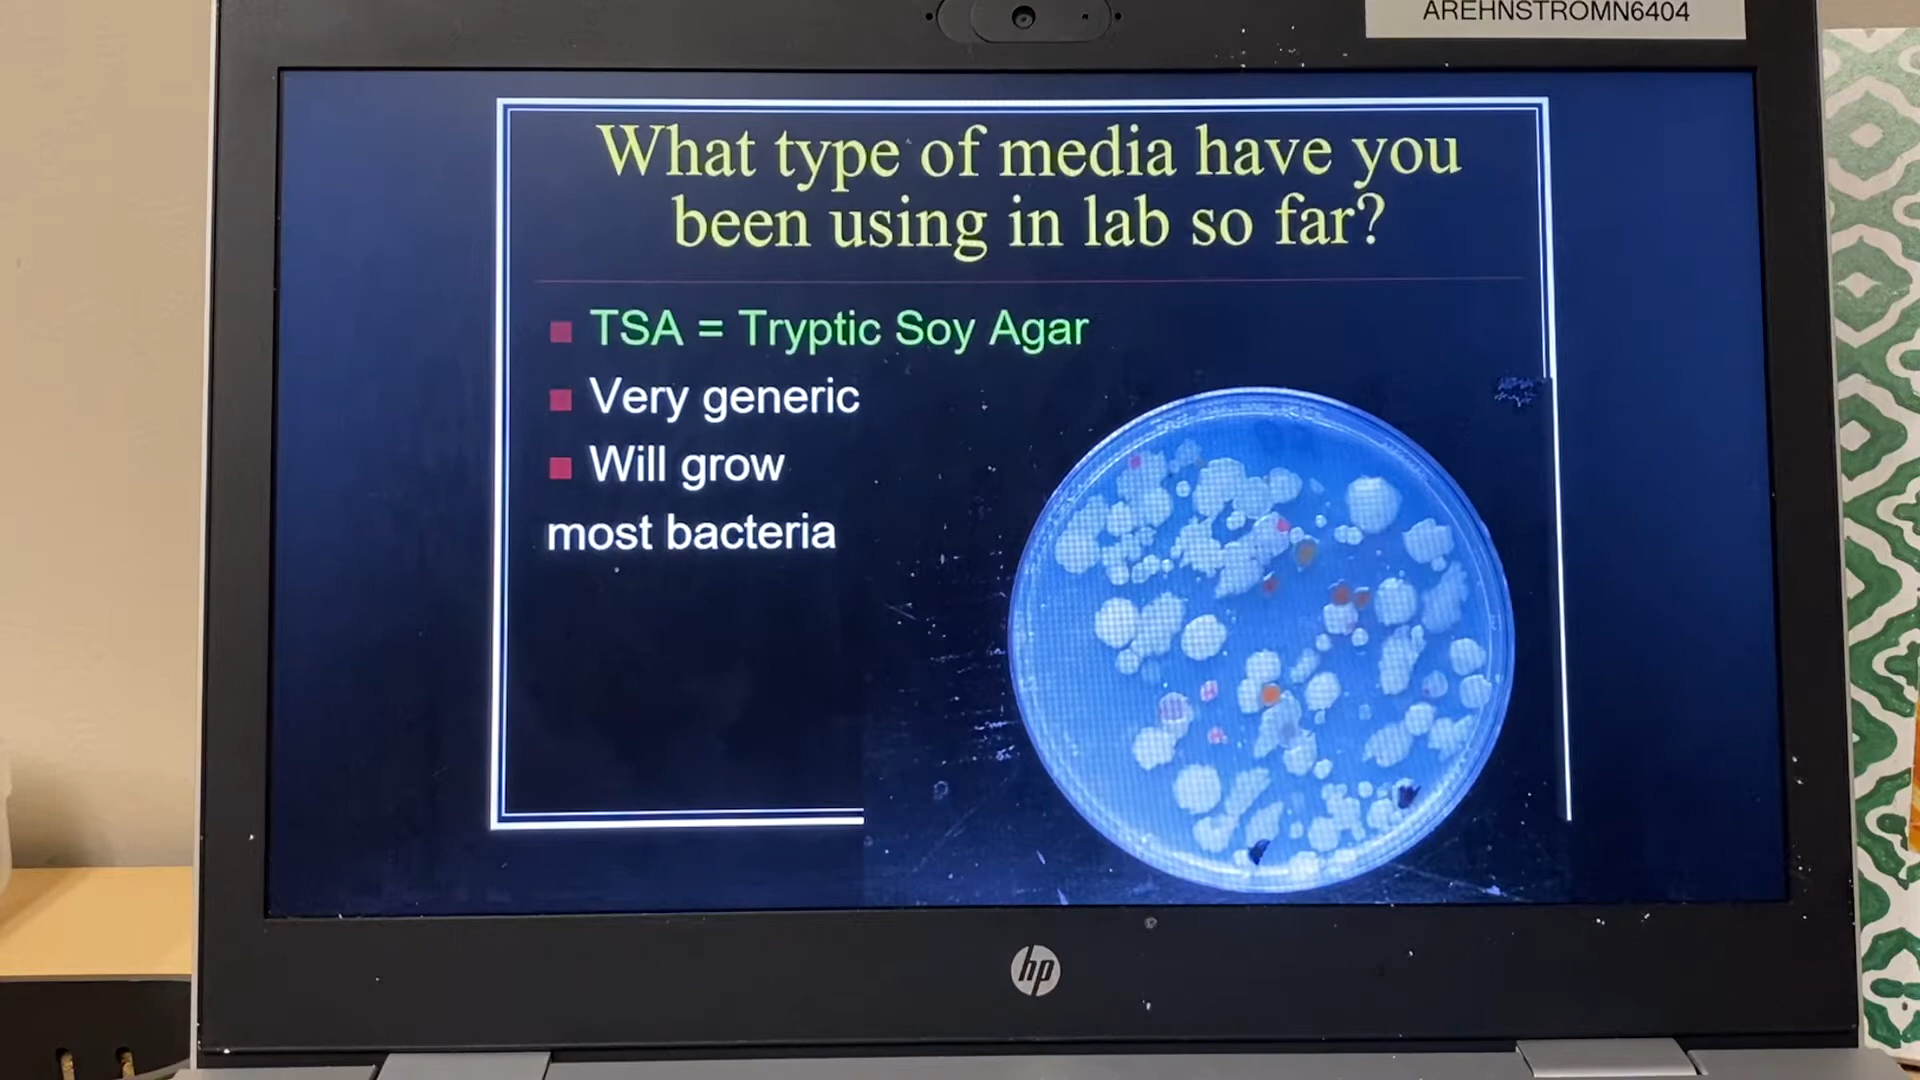 AREHNSTROMN6404
What type of media have you
been using in lab so far?
TSA = Tryptic Soy Agar
Very generic
Will grow
most bacteria
hp